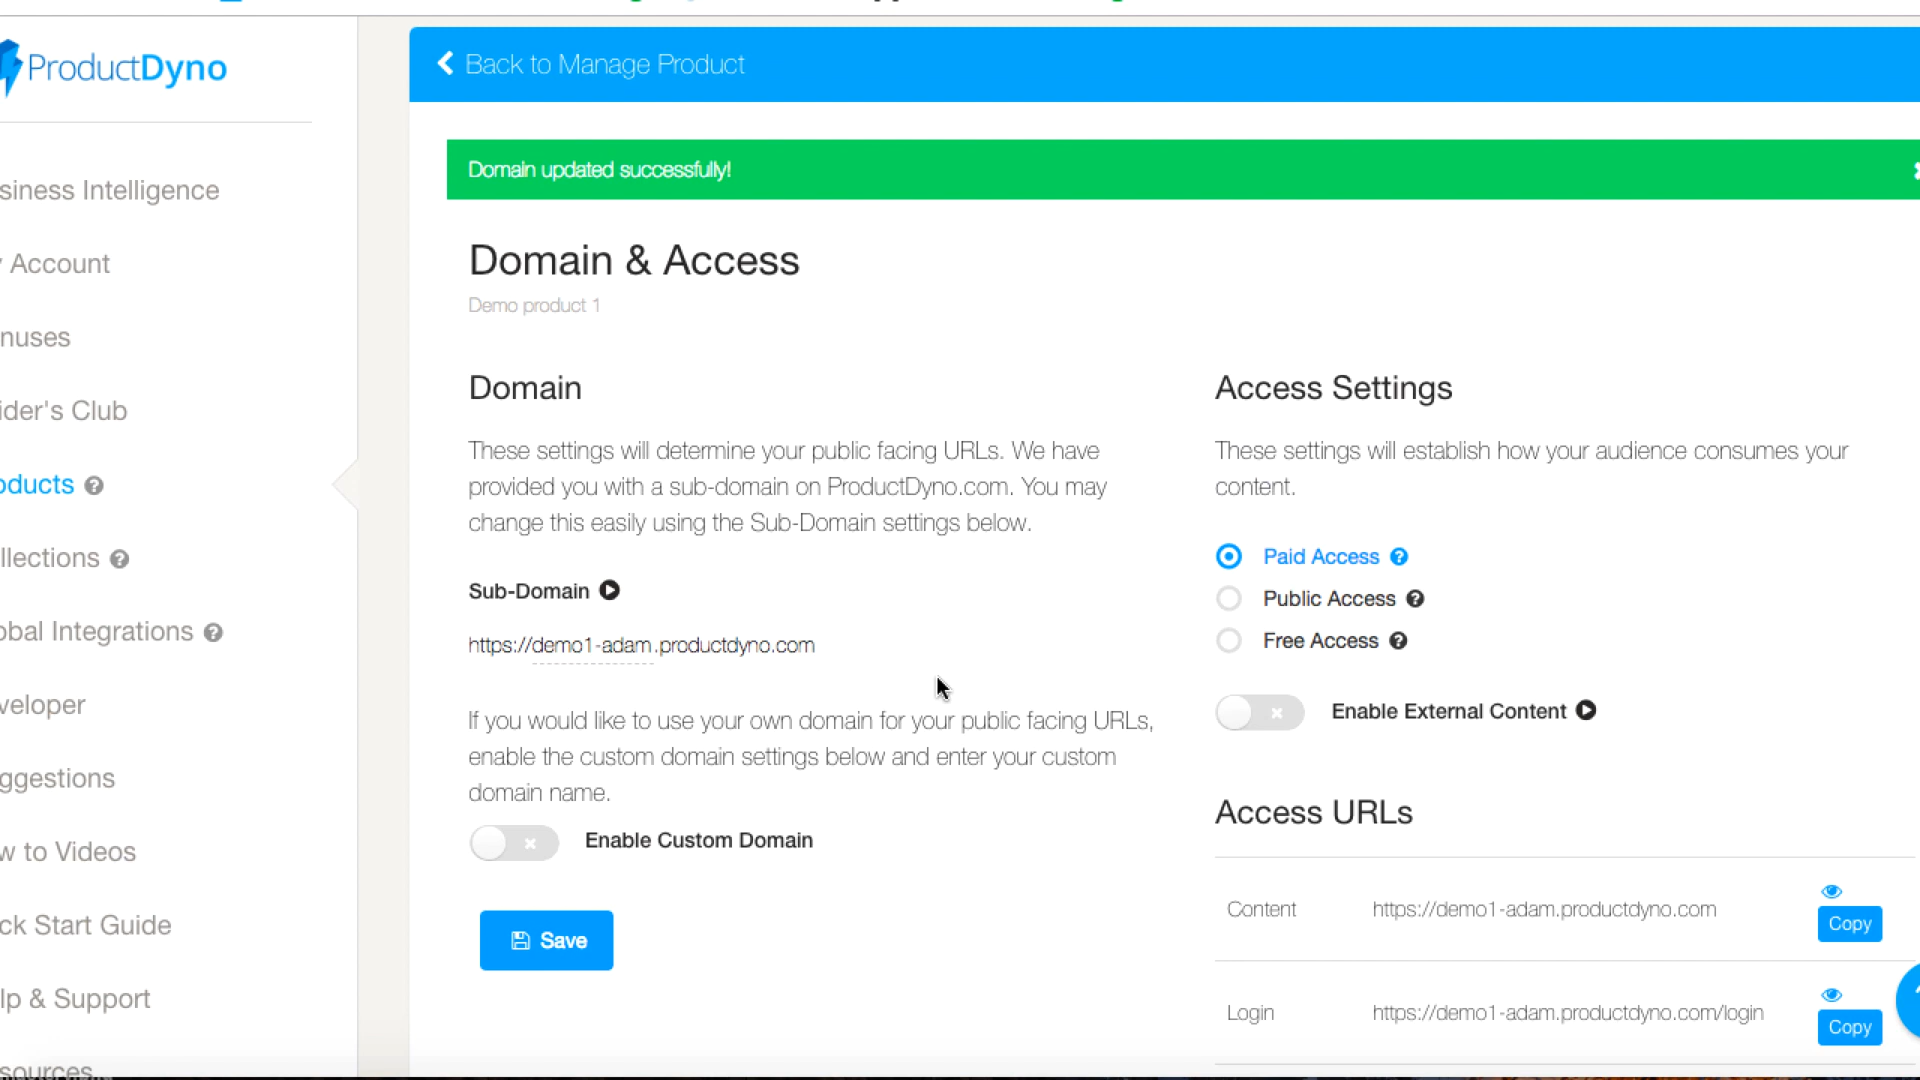 ProductDyno
siness Intelligence
Account
nuses
ider's Club
oducts
llections
obal Integrations
veloper
ggestions
w to Videos
ck Start Guide
lp & Support
sources
Back to Manage Product
Domain updated successfully!
Domain & Access
Demo product 1
Domain
These settings will determine your public facing URLs. We have
provided you with a sub-domain on ProductDyno.com. You may
change this easily using the Sub-Domain settings below.
Sub-Domain
https://demo1-adam.productdyno.com
If you would like to use your own domain for your public facing URLs,
enable the custom domain settings below and enter your custom
domain name.
Enable Custom Domain
Save
Access Settings
These settings will establish how your audience consumes your
content.
Paid Access
Public Access
Free Access
Enable External Content
Access URLs
Content https://demo1-adam.productdyno.com Copy
Login https://demo1-adam.productdyno.com/login Copy